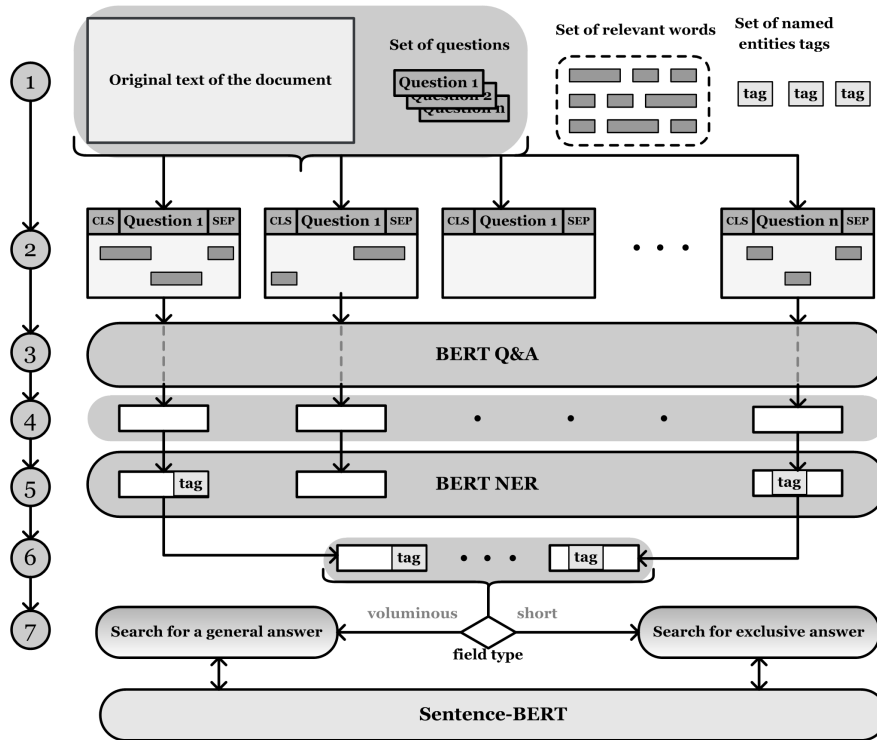 Set of questions
Set of relevant words
Set of named
entities tags
1
Original text of the document
Question 1
Question 2
Question n
tag tag tag
CLS Question 1 SEP
CLS Question 1 SEP
CLS Question 1 SEP
CLS Question n SEP
2
3
BERT Q&A
4
5
tag
BERT NER
tag
6
tag
tag
voluminous
short
7
Search for a general answer
Search for exclusive answer
field type
Sentence-BERT